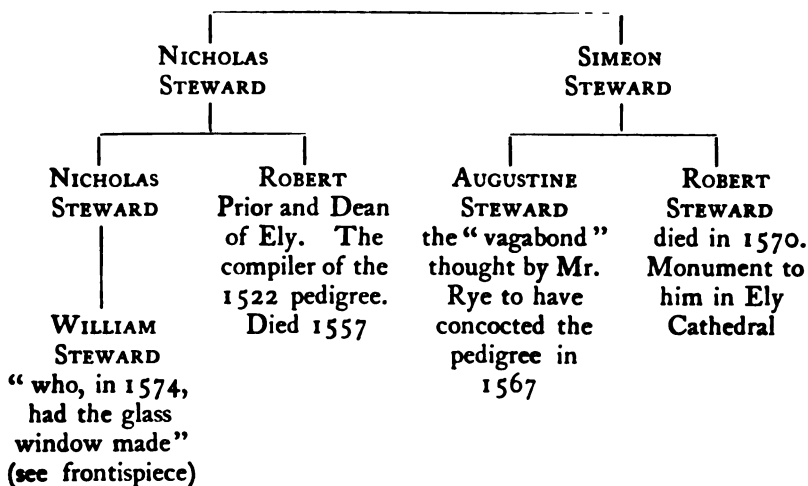 NICHOLAS
STEWARD
SIMEON
STEWARD
NICHOLAS
STEWARD
ROBERT
Prior and Dean
of Ely. The
compiler of the
1522 pedigree.
Died 1557
AUGUSTINE
STEWARD
the “vagabond”
thought by Mr.
Rye to have
concocted the
pedigree in
1567
ROBERT
STEWARD
died in 1570.
Monument to
him in Ely
Cathedral
WILLIAM
STEWARD
“who, in 1574,
had the glass
window made”
(see frontispiece)